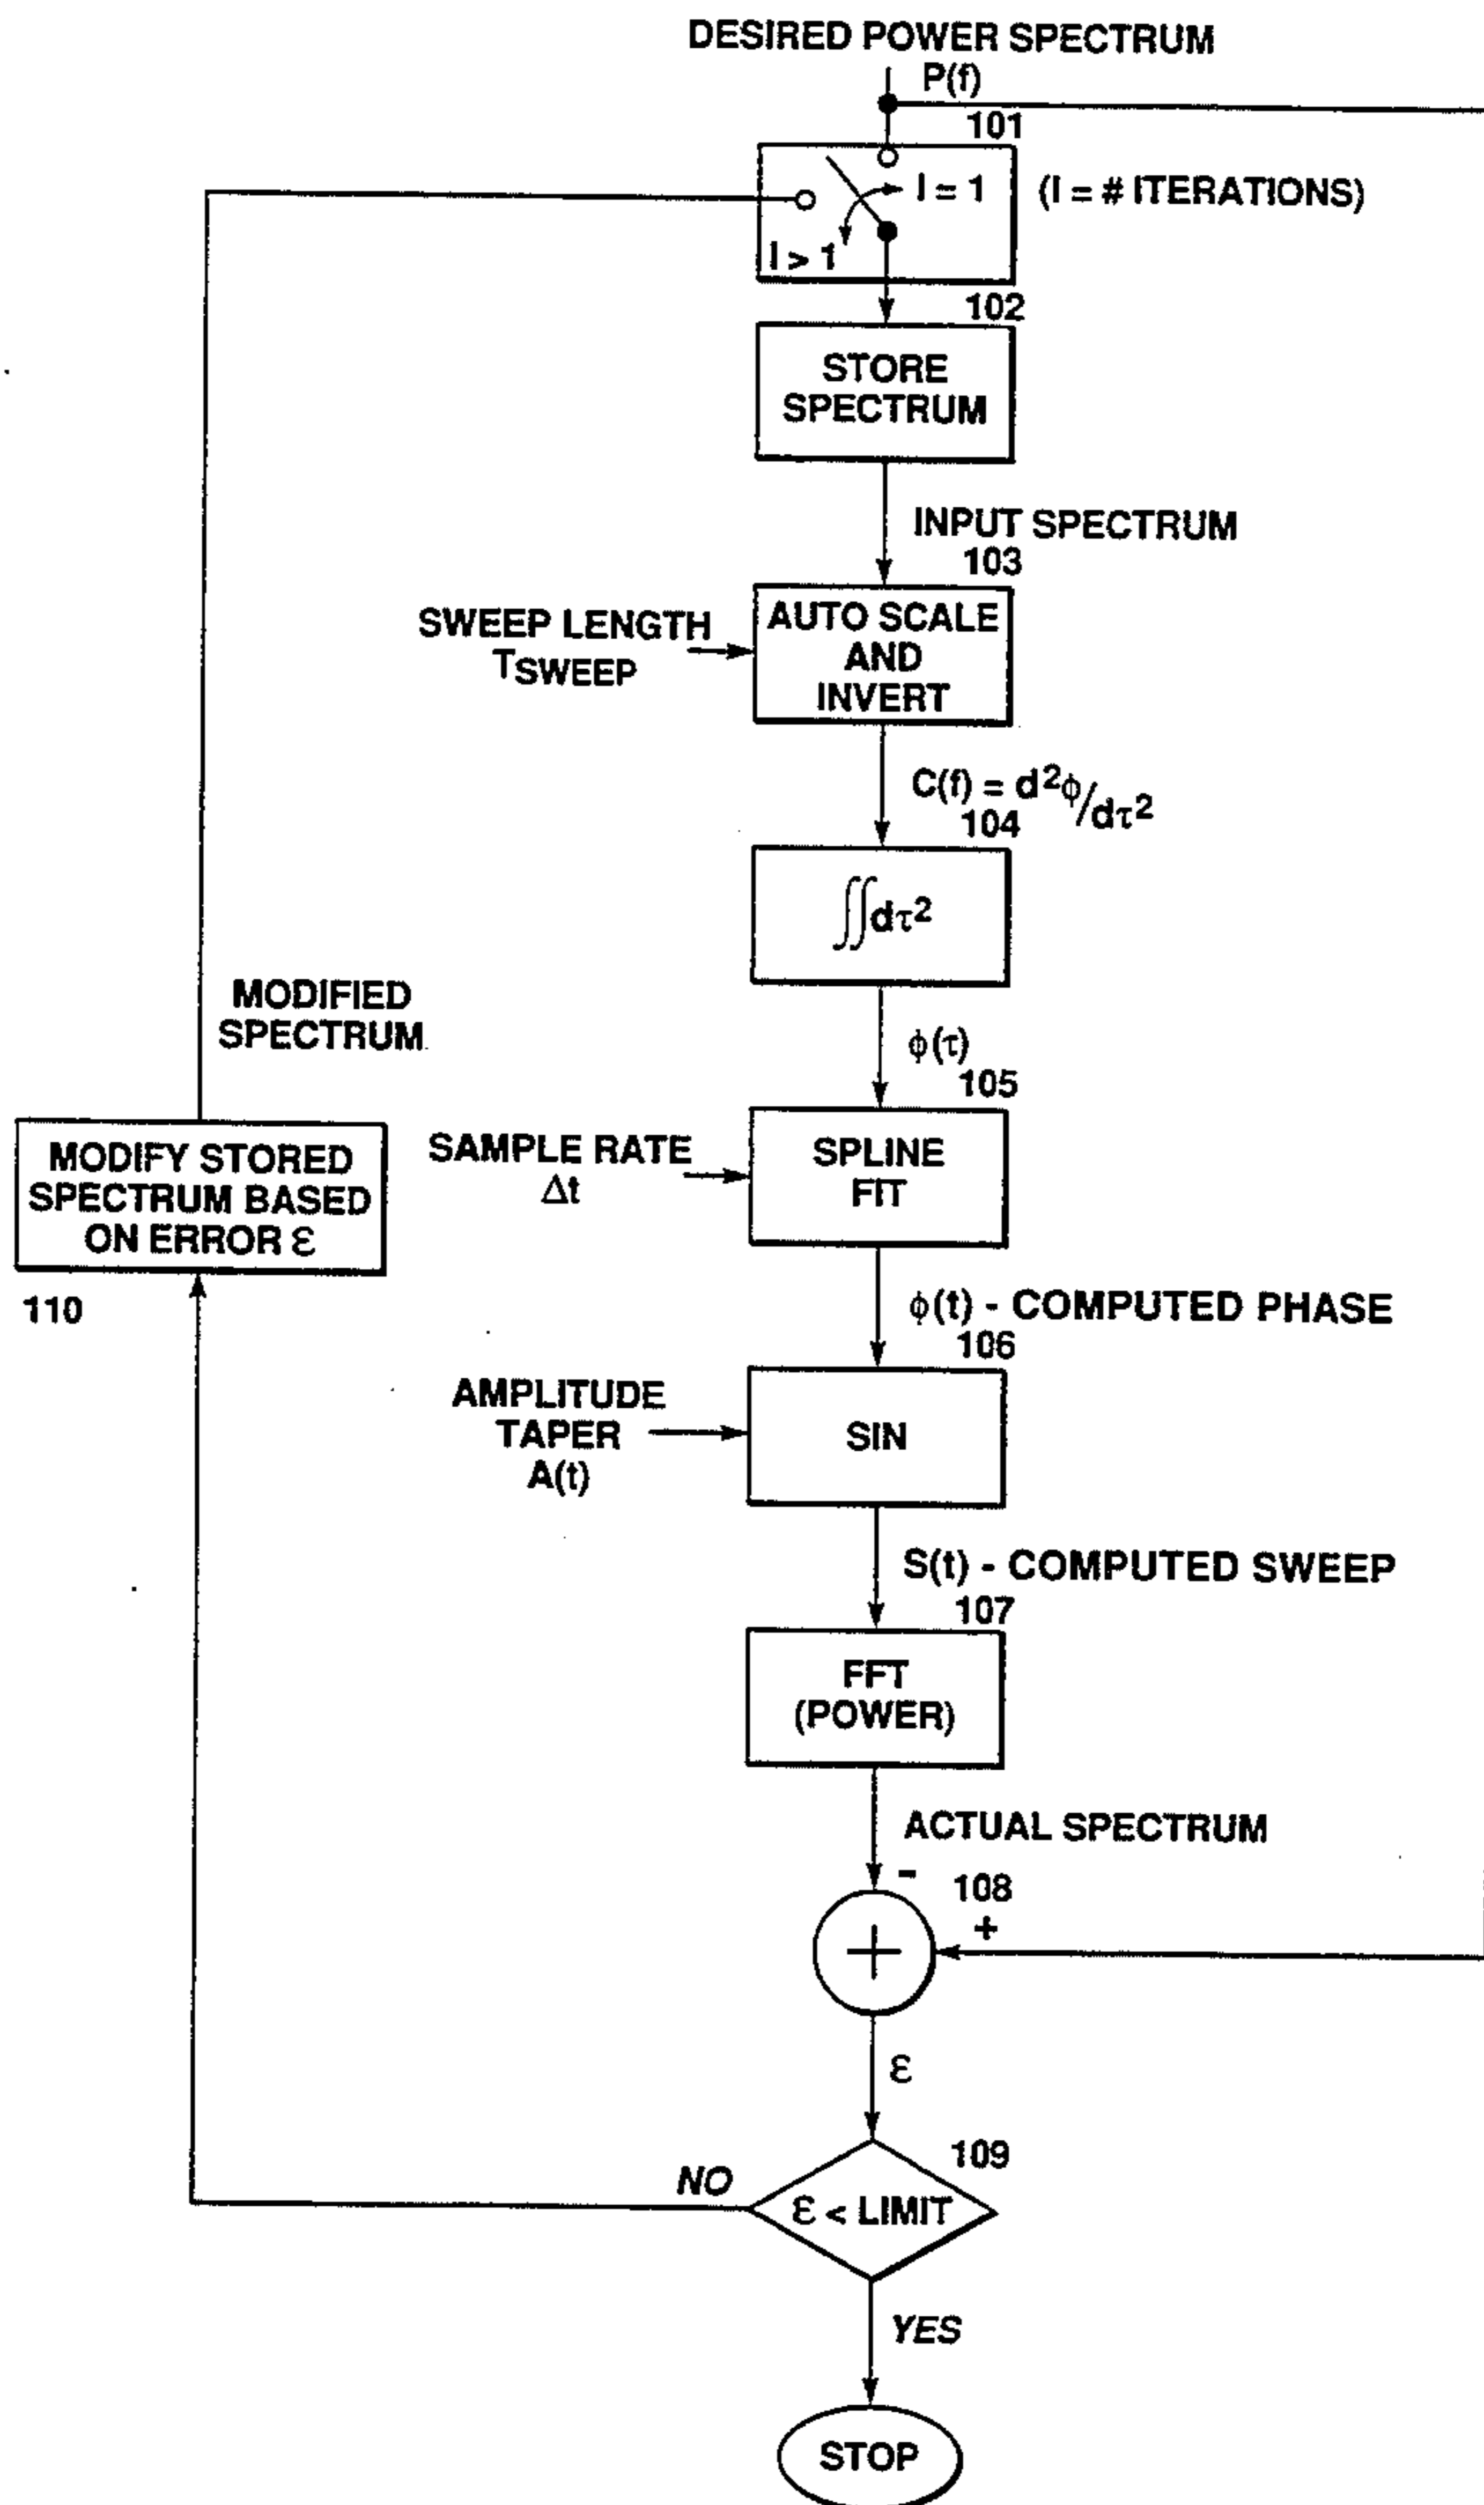 DESIRED POWER SPECTRUM
P(f)
101
I = 1
(I = # ITERATIONS)
I > 1
102
STORE
SPECTRUM
INPUT SPECTRUM
103
SWEEP LENGTH
TSWEEP
AUTO SCALE
AND
INVERT
C(f) = d²ϕ/dτ²
104
∫∫dτ²
MODIFIED
SPECTRUM
ϕ(τ)
105
MODIFY STORED
SPECTRUM BASED
ON ERROR ε
110
SAMPLE RATE
Δt
SPLINE
FIT
ϕ(t) - COMPUTED PHASE
106
AMPLITUDE
TAPER
A(t)
SIN
S(t) - COMPUTED SWEEP
107
FFT
(POWER)
ACTUAL SPECTRUM
-
108
+
+
ε
109
NO
ε < LIMIT
YES
STOP